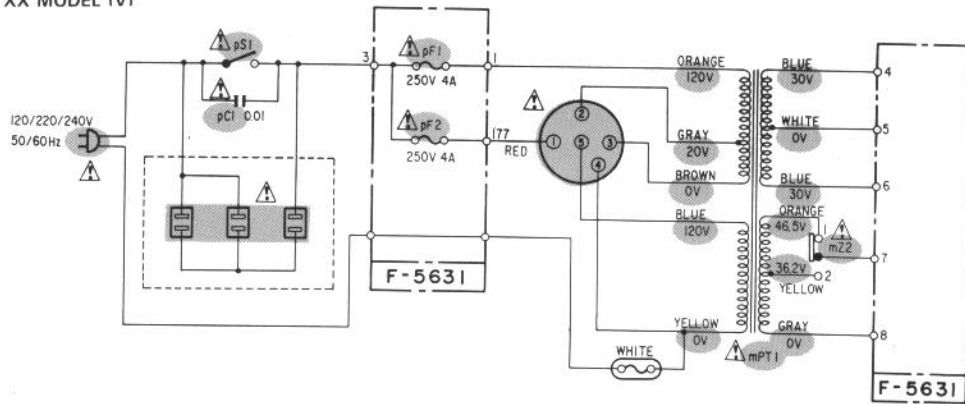 XX MODEL (V)
pS1
pC1 0.01
120/220/240V
50/60Hz
3
pF1
250V 4A
pF2
250V 4A
F-5631
1
177
RED
1
2
3
4
5
ORANGE
120V
GRAY
20V
BROWN
0V
BLUE
120V
YELLOW
0V
WHITE
mPT1
BLUE
30V
WHITE
0V
BLUE
30V
ORANGE
46.5V
1
mZ2
36.2V
2
YELLOW
GRAY
0V
4
5
6
7
8
F-5631